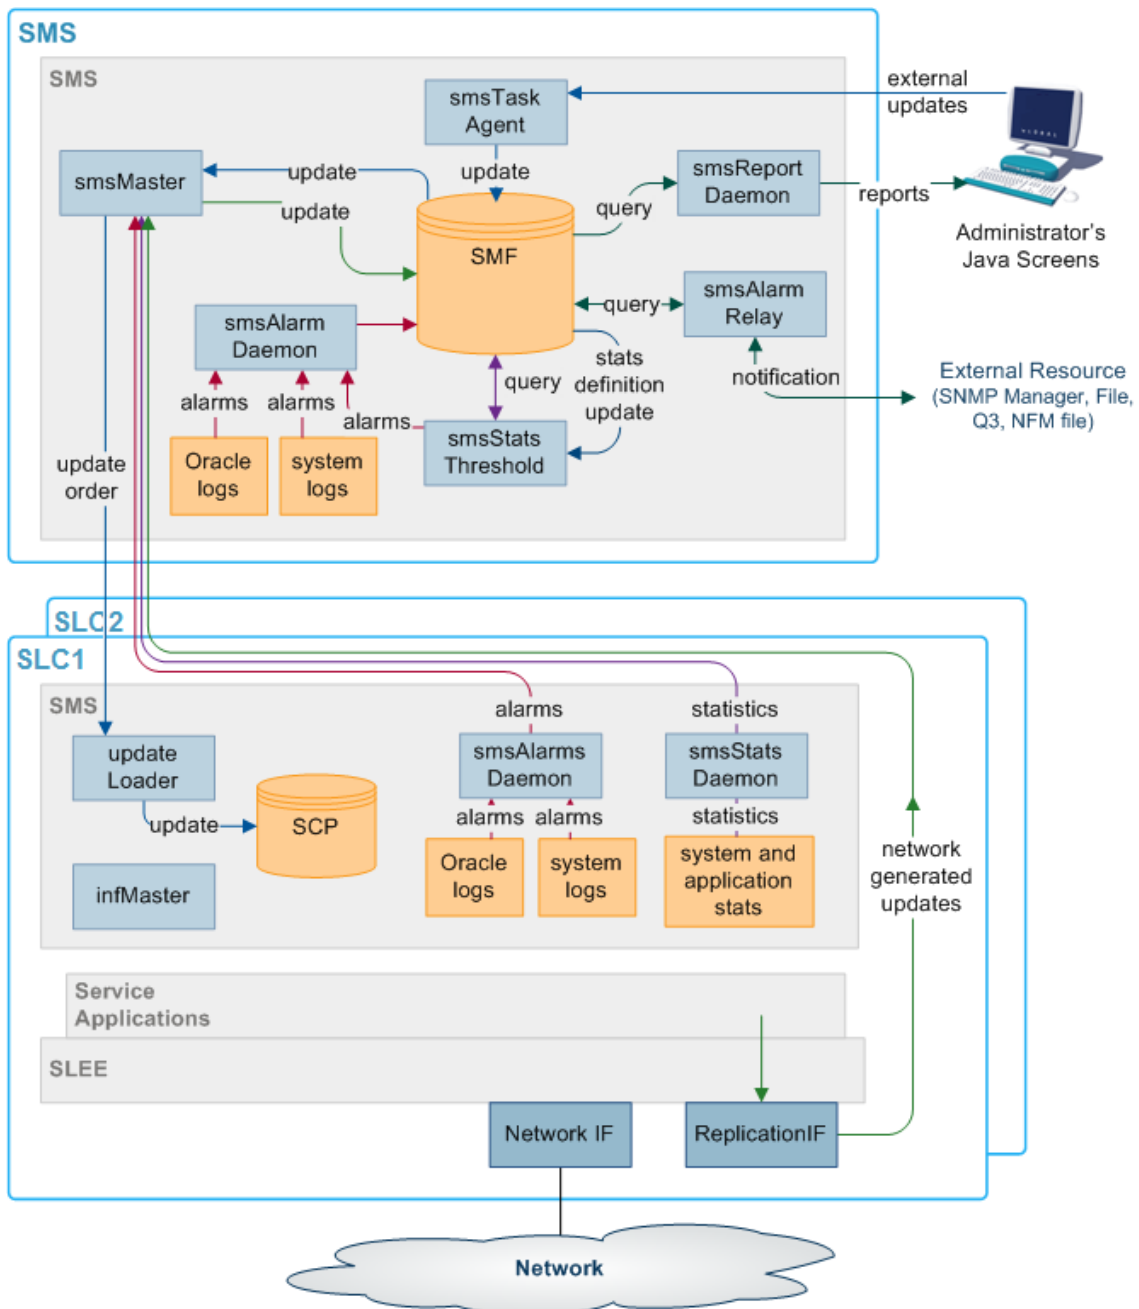 SMS
SMS
smsTask
Agent
external
updates
GLOBAL
smsMaster
update
update
update
smsReport
Daemon
query
reports
Administrator's
Java Screens
SMF
smsAlarm
Daemon
query
smsAlarm
Relay
stats
definition
update
notification
External Resource
(SNMP Manager, File,
Q3, NFM file)
alarms
alarms
alarms
query
smsStats
Threshold
Oracle
logs
system
logs
update
order
SLC2
SLC1
SMS
alarms
statistics
update
Loader
smsAlarms
Daemon
smsStats
Daemon
update
SCP
alarms
alarms
statistics
infMaster
Oracle
logs
system
logs
system and
application
stats
network
generated
updates
Service
Applications
SLEE
Network IF
ReplicationIF
Network